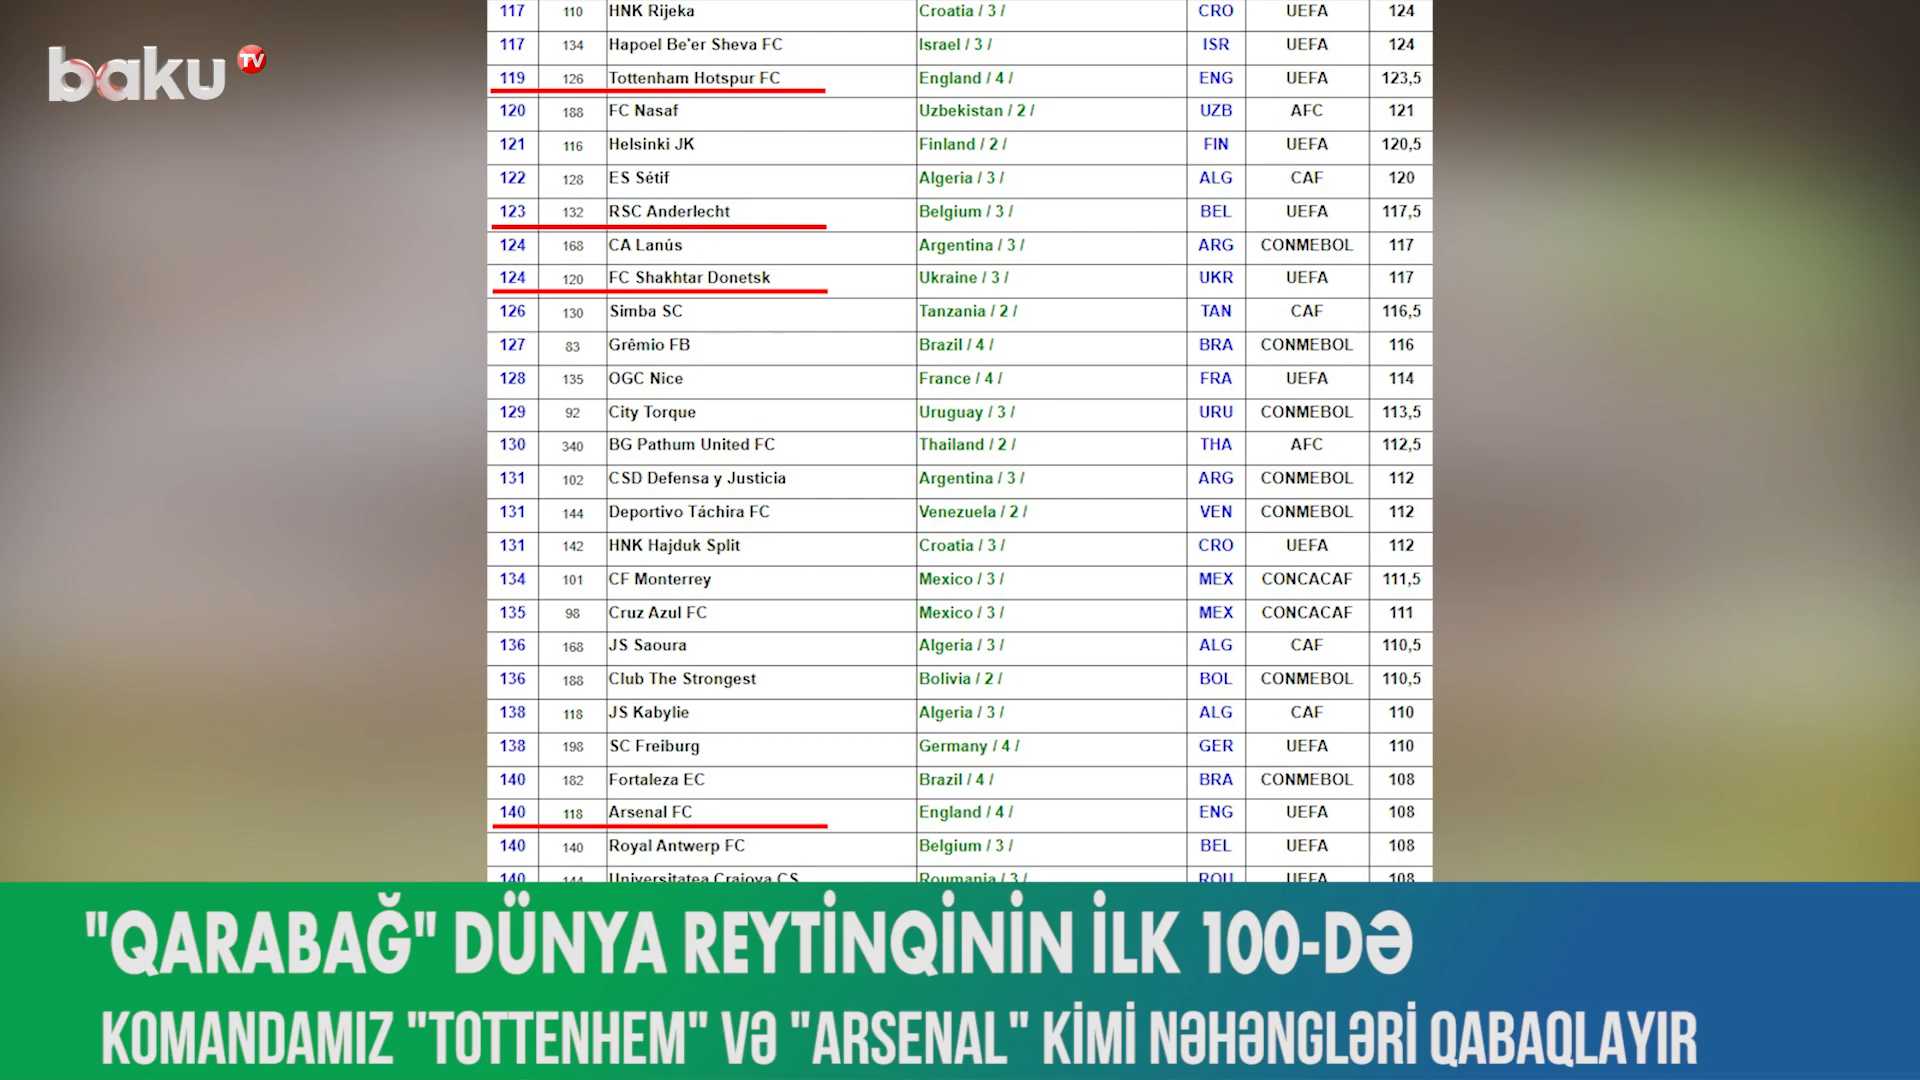 baku TV
117 110 HNK Rijeka Croatia / 3 / CRO UEFA 124
117 134 Hapoel Be'er Sheva FC Israel / 3 / ISR UEFA 124
119 126 Tottenham Hotspur FC England / 4 / ENG UEFA 123,5
120 188 FC Nasaf Uzbekistan / 2 / UZB AFC 121
121 116 Helsinki JK Finland / 2 / FIN UEFA 120,5
122 128 ES Sétif Algeria / 3 / ALG CAF 120
123 132 RSC Anderlecht Belgium / 3 / BEL UEFA 117,5
124 168 CA Lanús Argentina / 3 / ARG CONMEBOL 117
124 120 FC Shakhtar Donetsk Ukraine / 3 / UKR UEFA 117
126 130 Simba SC Tanzania / 2 / TAN CAF 116,5
127 83 Grêmio FB Brazil / 4 / BRA CONMEBOL 116
128 135 OGC Nice France / 4 / FRA UEFA 114
129 92 City Torque Uruguay / 3 / URU CONMEBOL 113,5
130 340 BG Pathum United FC Thailand / 2 / THA AFC 112,5
131 102 CSD Defensa y Justicia Argentina / 3 / ARG CONMEBOL 112
131 144 Deportivo Táchira FC Venezuela / 2 / VEN CONMEBOL 112
131 142 HNK Hajduk Split Croatia / 3 / CRO UEFA 112
134 101 CF Monterrey Mexico / 3 / MEX CONCACAF 111,5
135 98 Cruz Azul FC Mexico / 3 / MEX CONCACAF 111
136 168 JS Saoura Algeria / 3 / ALG CAF 110,5
136 188 Club The Strongest Bolivia / 2 / BOL CONMEBOL 110,5
138 118 JS Kabylie Algeria / 3 / ALG CAF 110
138 198 SC Freiburg Germany / 4 / GER UEFA 110
140 182 Fortaleza EC Brazil / 4 / BRA CONMEBOL 108
140 118 Arsenal FC England / 4 / ENG UEFA 108
140 140 Royal Antwerp FC Belgium / 3 / BEL UEFA 108
140 144 Universitatea Craiova CS Roumania / 3 / ROU UEFA 108
"QARABAĞ" DÜNYA REYTİNQİNİN İLK 100-DƏ
KOMANDAMIZ "TOTTENHEM" VƏ "ARSENAL" KİMİ NƏHƏNGLƏRİ QABAQLAYIR